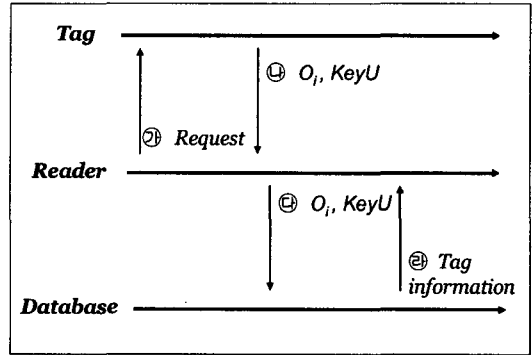 Tag
㉯ Oi, KeyU
㉮ Request
Reader
㉰ Oi, KeyU
㉱ Tag
information
Database